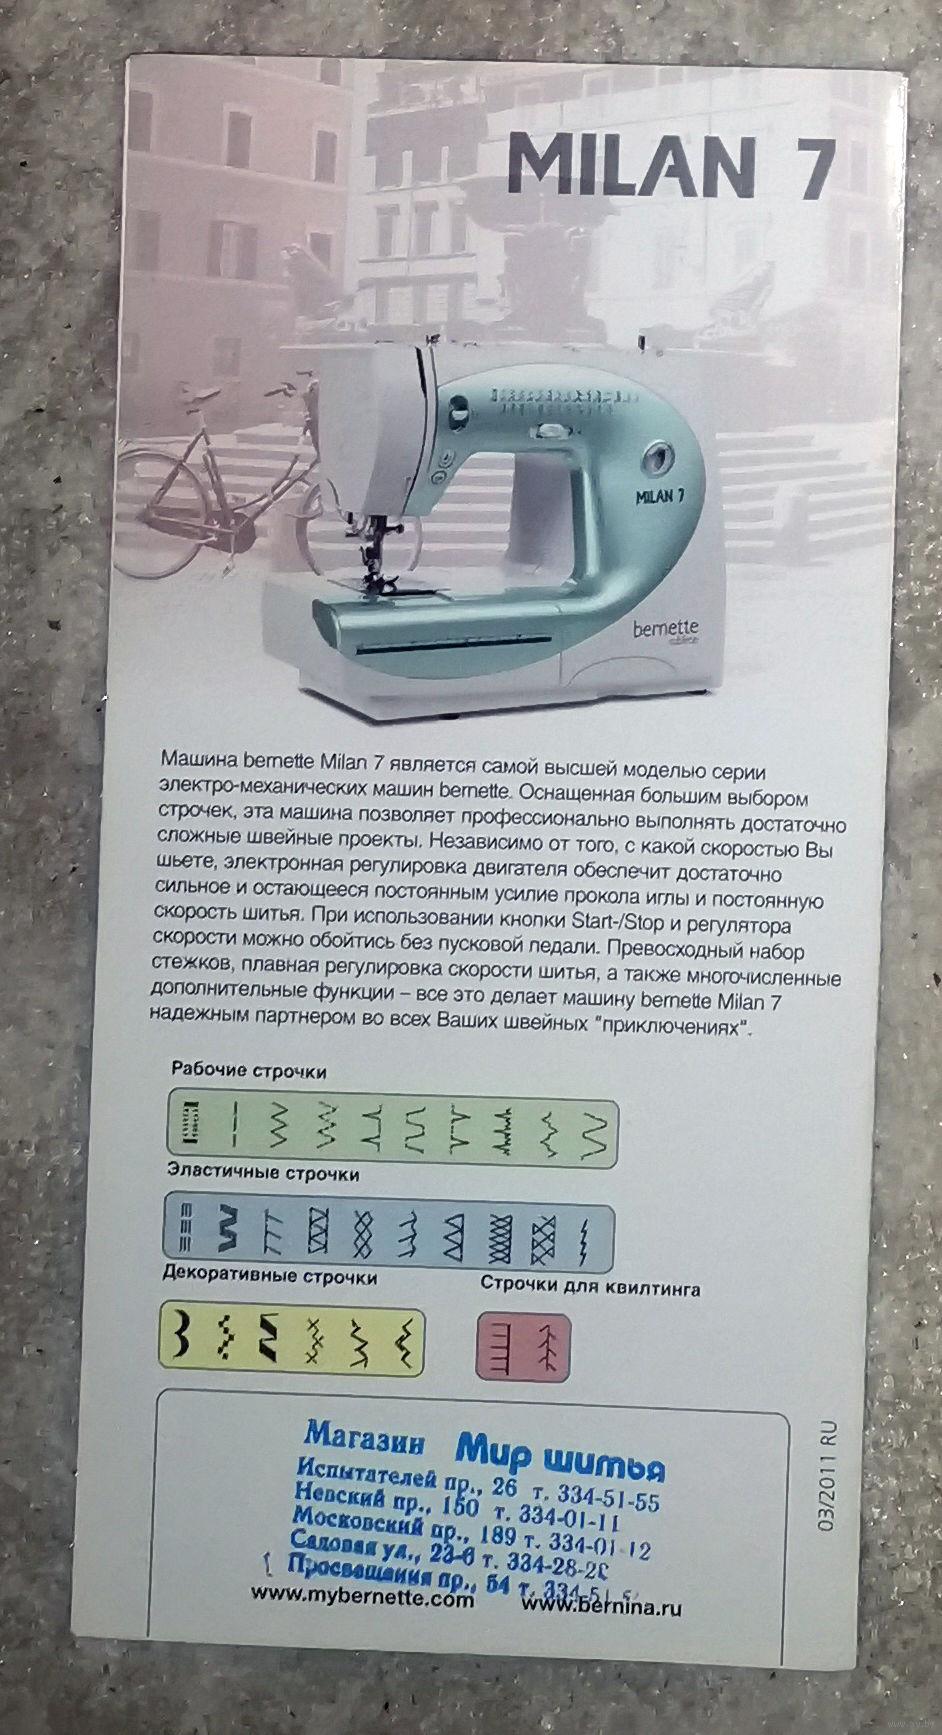 MILAN 7
MILAN 7
bernette
Машина bernette Milan 7 является самой высшей моделью серии
электро-механических машин bernette. Оснащенная большим выбором
строчек, эта машина позволяет профессионально выполнять достаточно
сложные швейные проекты. Независимо от того, с какой скоростью Вы
шьете, электронная регулировка двигателя обеспечит достаточно
сильное и остающееся постоянным усилие прокола иглы и постоянную
скорость шитья. При использовании кнопки Start-/Stop и регулятора
скорости можно обойтись без пусковой педали. Превосходный набор
стежков, плавная регулировка скорости шитья, а также многочисленные
дополнительные функции – все это делает машину bernette Milan 7
надежным партнером во всех Ваших швейных "приключениях".
Рабочие строчки
Эластичные строчки
Декоративные строчки
Строчки для квилтинга
Магазин Мир шитья
Испытателей пр., 26 т. 334-51-55
Невский пр., 150 т. 334-01-11
Московский пр., 189 т. 334-01-12
Садовая ул., т. 334-28-28
Просвещения пр., 54 т.
www.mybernette.com www.bernina.ru
03/2011 RU